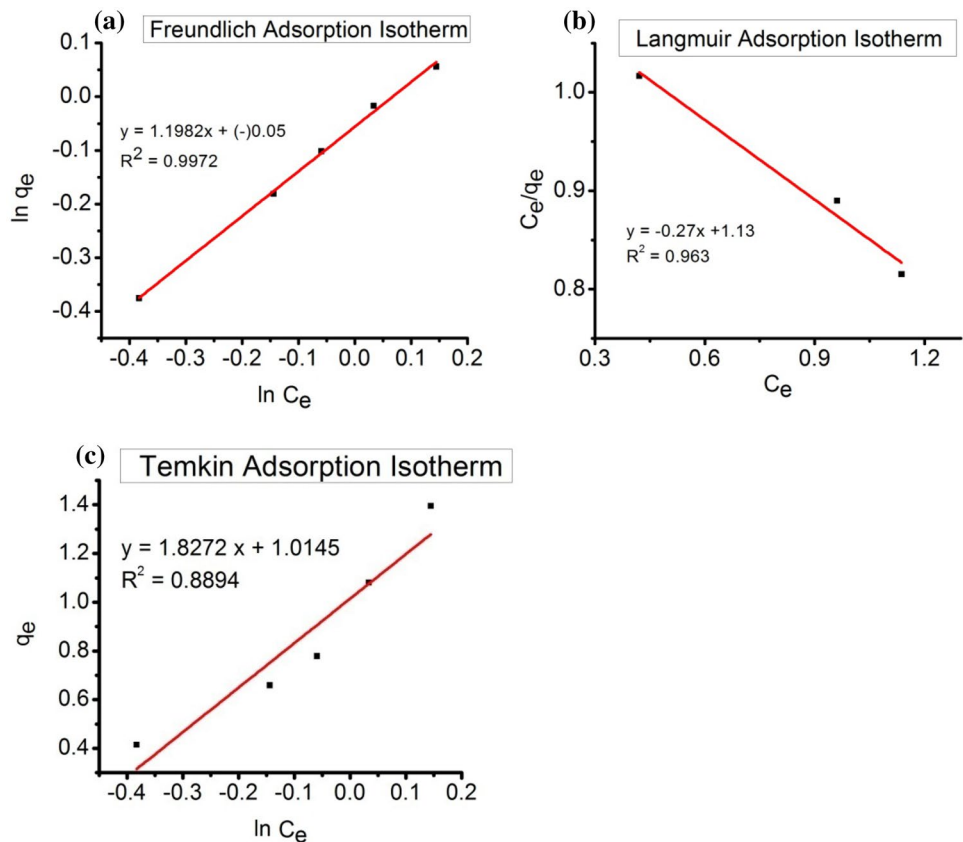 (a)
Freundlich Adsorption Isotherm
0.1
0.0
-0.1
-0.2
-0.3
-0.4
ln qe
y = 1.1982x + (-)0.05
R² = 0.9972
-0.4 -0.3 -0.2 -0.1 0.0 0.1 0.2
ln Ce
(b)
Langmuir Adsorption Isotherm
1.0
0.9
0.8
Ce/qe
y = -0.27x +1.13
R² = 0.963
0.3 0.6 0.9 1.2
Ce
(c)
Temkin Adsorption Isotherm
1.4
1.2
1.0
0.8
0.6
0.4
qe
y = 1.8272 x + 1.0145
R² = 0.8894
-0.4 -0.3 -0.2 -0.1 0.0 0.1 0.2
ln Ce